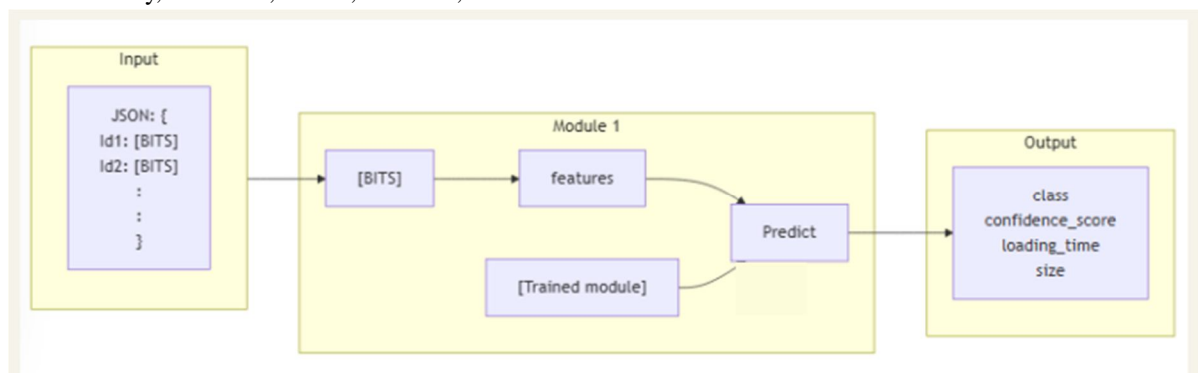 Input
JSON: {
Id1: [BITS]
Id2: [BITS]
:
:
}
Module 1
[BITS]
features
Predict
[Trained module]
Output
class
confidence_score
loading_time
size